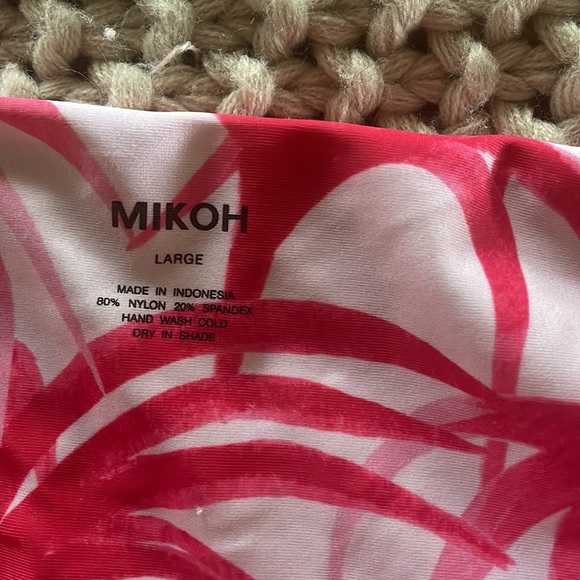 MIKOH
LARGE
MADE IN INDONESIA
80% NYLON 20% SPANDEX
HAND WASH COLD
DRY IN SHADE